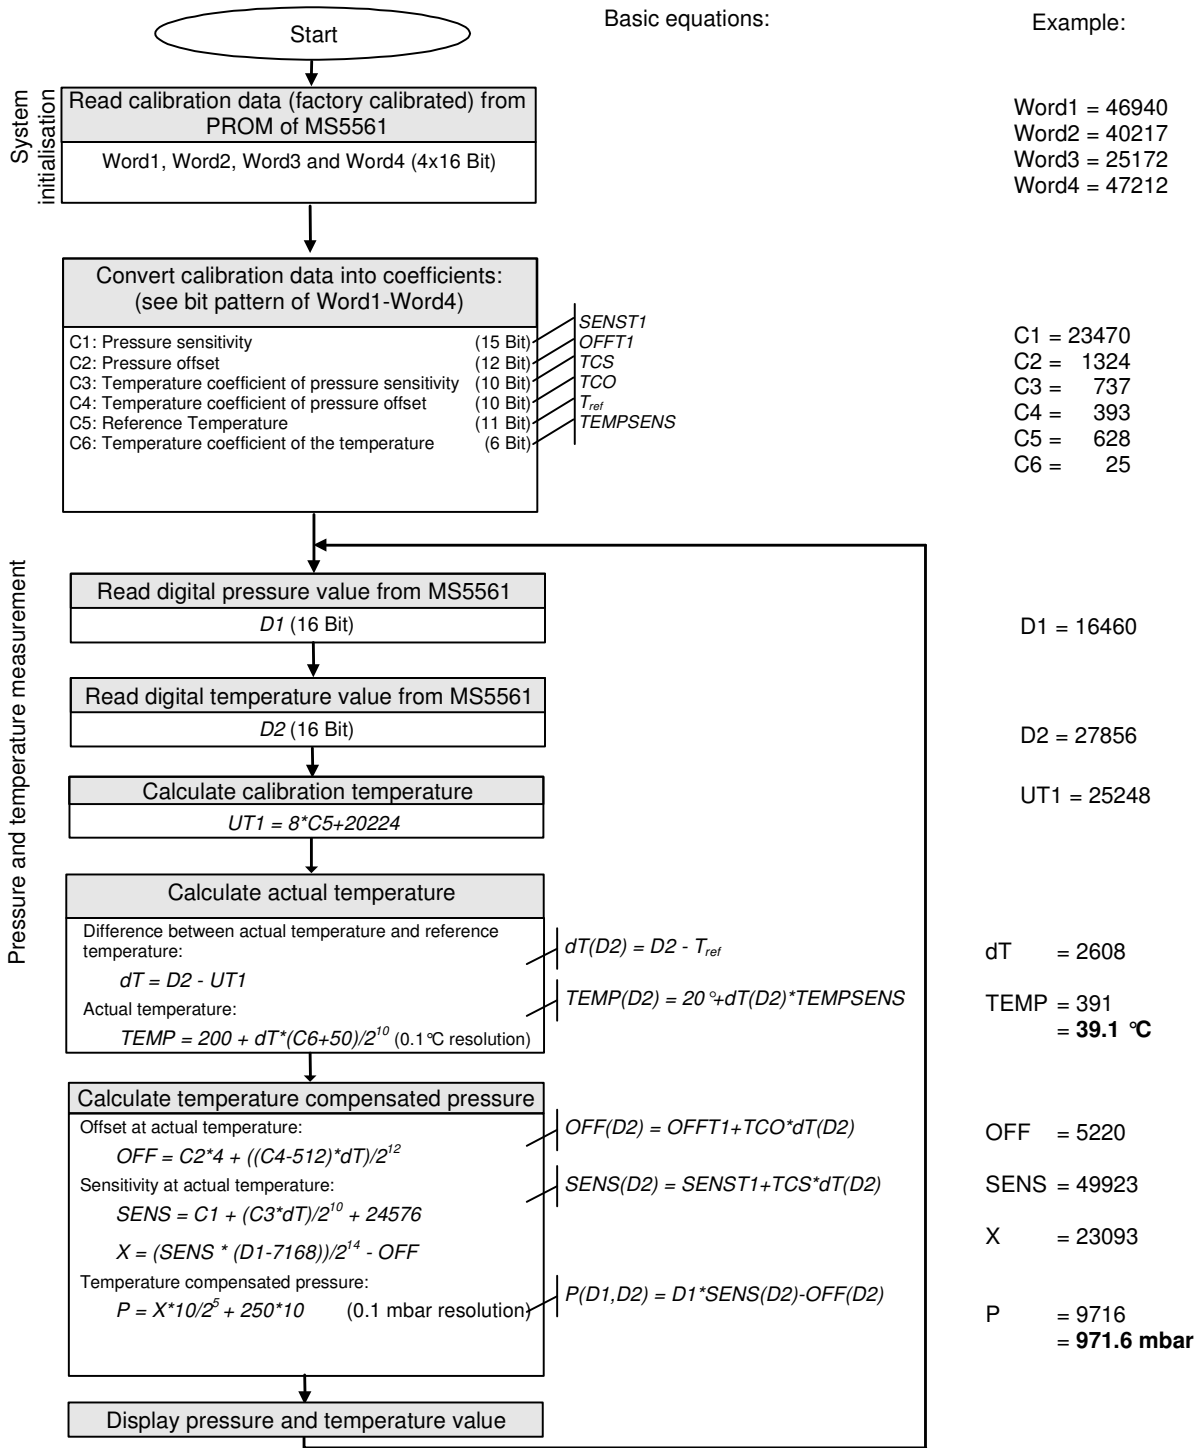 Start
Basic equations:
Example:
System
initialisation
Read calibration data (factory calibrated) from
PROM of MS5561
Word1, Word2, Word3 and Word4 (4x16 Bit)
Word1 = 46940
Word2 = 40217
Word3 = 25172
Word4 = 47212
Convert calibration data into coefficients:
(see bit pattern of Word1-Word4)
C1: Pressure sensitivity (15 Bit) SENST1
C2: Pressure offset (12 Bit) OFFT1
C3: Temperature coefficient of pressure sensitivity (10 Bit) TCS
C4: Temperature coefficient of pressure offset (10 Bit) TCO
C5: Reference Temperature (11 Bit) Tref
C6: Temperature coefficient of the temperature (6 Bit) TEMPSENS
C1 = 23470
C2 = 1324
C3 = 737
C4 = 393
C5 = 628
C6 = 25
Pressure and temperature measurement
Read digital pressure value from MS5561
D1 (16 Bit)
D1 = 16460
Read digital temperature value from MS5561
D2 (16 Bit)
D2 = 27856
Calculate calibration temperature
UT1 = 8*C5+20224
UT1 = 25248
Calculate actual temperature
Difference between actual temperature and reference
temperature:
dT = D2 - UT1
dT(D2) = D2 - Tref
dT = 2608
Actual temperature:
TEMP = 200 + dT*(C6+50)/2^10 (0.1°C resolution)
TEMP(D2) = 20°+dT(D2)*TEMPSENS
TEMP = 391
= 39.1 °C
Calculate temperature compensated pressure
Offset at actual temperature:
OFF = C2*4 + ((C4-512)*dT)/2^12
OFF(D2) = OFFT1+TCO*dT(D2)
OFF = 5220
Sensitivity at actual temperature:
SENS = C1 + (C3*dT)/2^10 + 24576
SENS(D2) = SENST1+TCS*dT(D2)
SENS = 49923
X = (SENS * (D1-7168))/2^14 - OFF
X = 23093
Temperature compensated pressure:
P = X*10/2^5 + 250*10 (0.1 mbar resolution)
P(D1,D2) = D1*SENS(D2)-OFF(D2)
P = 9716
= 971.6 mbar
Display pressure and temperature value